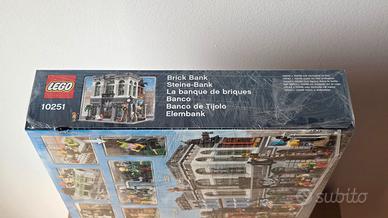 LEGO
10251
Brick Bank
Steine-Bank
La banque de briques
Banco
Banco de Tijolo
Elembank
subito